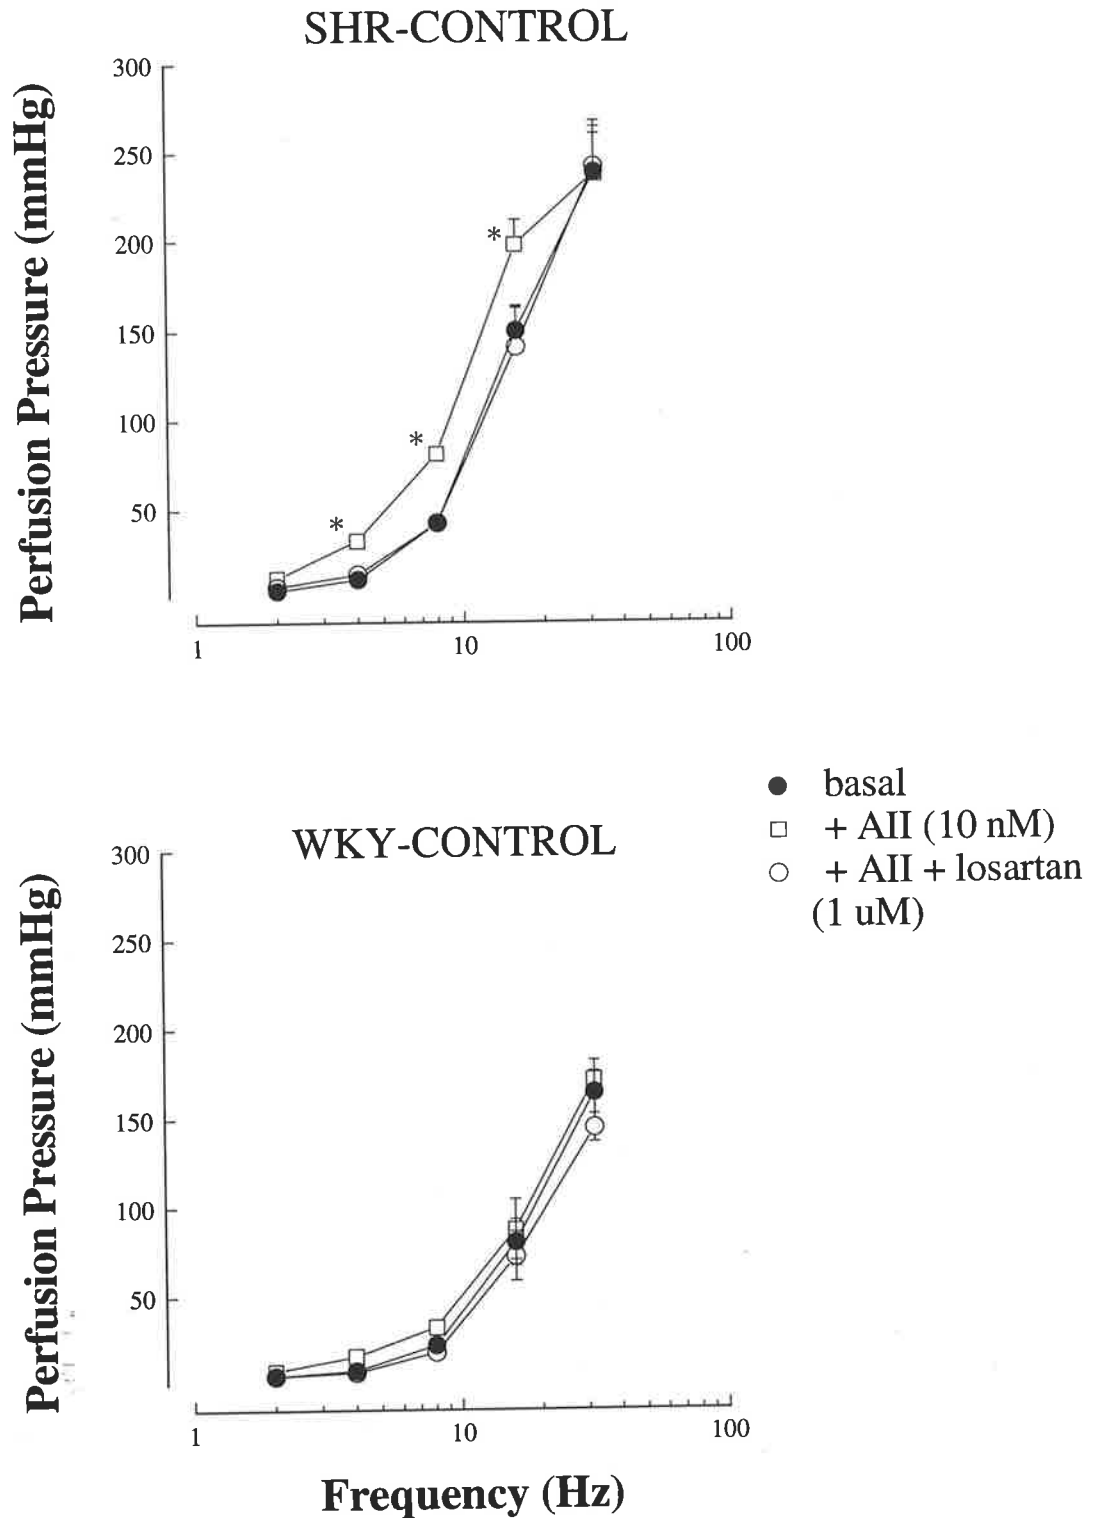 SHR-CONTROL
Perfusion Pressure (mmHg)
300
250
200
150
100
50
*
*
*
1
10
100
basal
+ AII (10 nM)
+ AII + losartan
(1 uM)
WKY-CONTROL
Perfusion Pressure (mmHg)
300
250
200
150
100
50
1
10
100
Frequency (Hz)